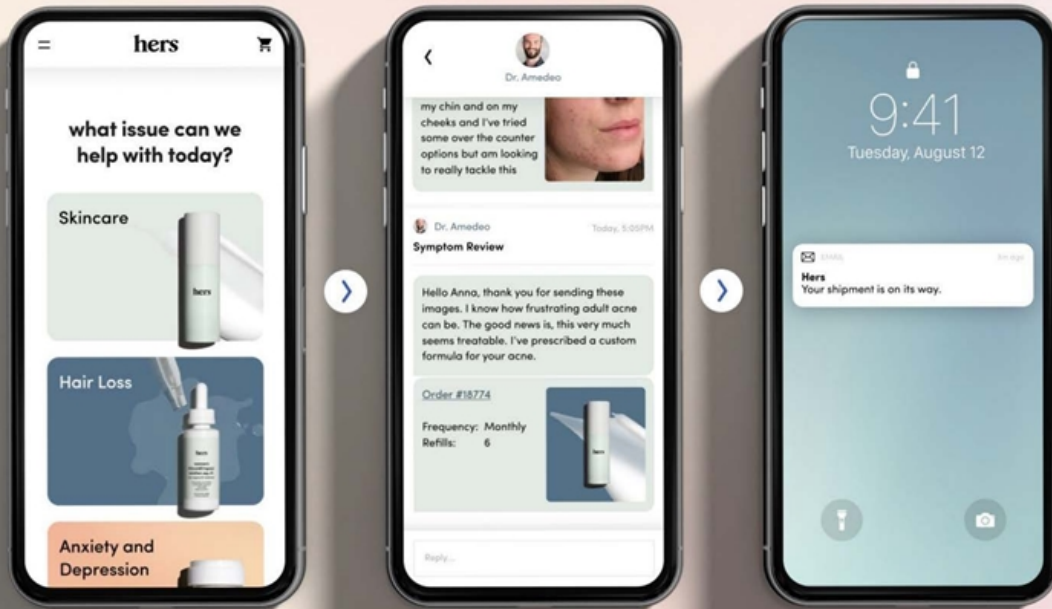 hers
what issue can we
help with today?
Skincare
hers
Hair Loss
hers
Anxiety and
Depression
Dr. Amedeo
my chin and on my
cheeks and I've tried
some over the counter
options but am looking
to really tackle this
Dr. Amedeo
Today, 5:05PM
Symptom Review
Hello Anna, thank you for sending these
images. I know how frustrating adult acne
can be. The good news is, this very much
seems treatable. I've prescribed a custom
formula for your acne.
Order #18774
Frequency: Monthly
Refills: 6
hers
Reply...
9:41
Tuesday, August 12
EMAIL
Hers
Your shipment is on its way.